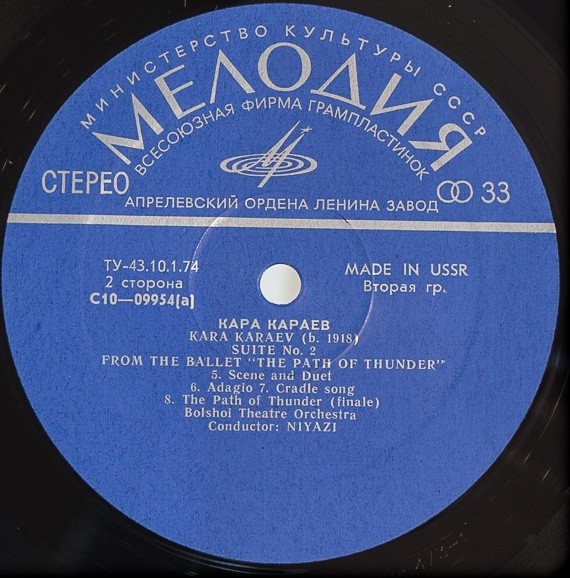 МИНИСТЕРСТВО КУЛЬТУРЫ СССР
МЕЛОДИЯ
ВСЕСОЮЗНАЯ ФИРМА ГРАМПЛАСТИНОК
СТЕРЕО
33
АПРЕЛЕВСКИЙ ОРДЕНА ЛЕНИНА ЗАВОД
ТУ-43.10.1.74
MADE IN USSR
2 сторона
Вторая гр.
С10—09954(а)
КАРА КАРАЕВ
KARA KARAEV (b. 1918)
SUITE No. 2
FROM THE BALLET "THE PATH OF THUNDER"
5. Scene and Duet
6. Adagio 7. Cradle song
8. The Path of Thunder (finale)
Bolshoi Theatre Orchestra
Conductor: NIYAZI